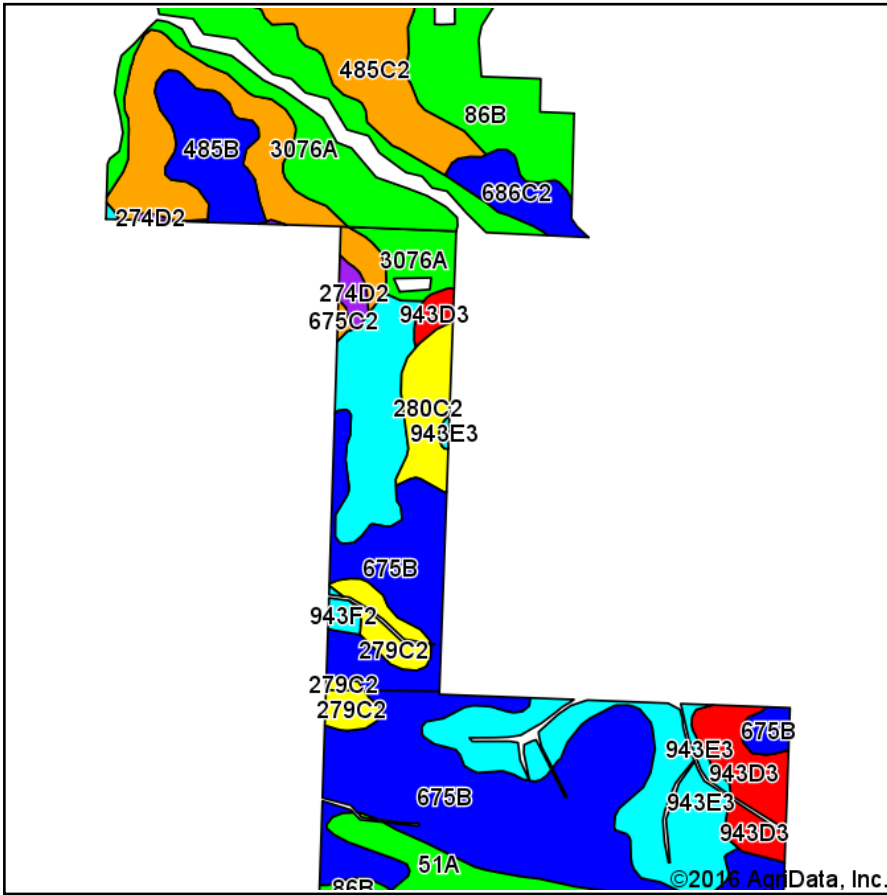 485C2
86B
485B
3076A
686C2
274D2
3076A
274D2
943D3
675C2
280C2
943E3
675B
943F2
279C2
279C2
279C2
675B
943E3
943D3
675B
943E3
943D3
51A
86B
©2016 AgriData, Inc.